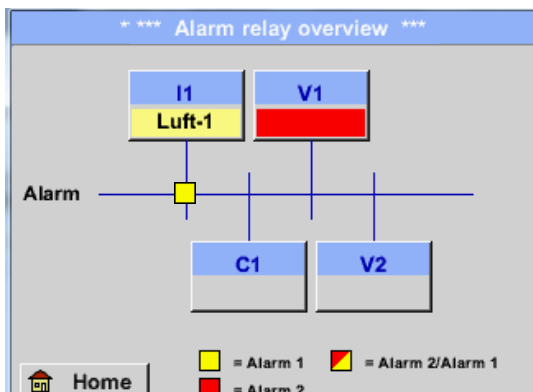 * *** Alarm relay overview ***
I1 V1
Luft-1
Alarm
C1 V2
= Alarm 1 = Alarm 2/Alarm 1
Home
= Alarm 2